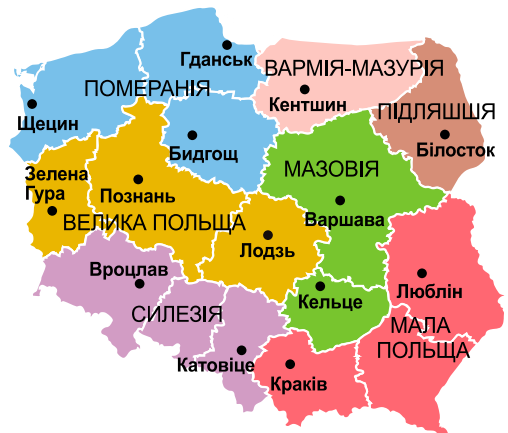 Гданськ
ВАРМІЯ-МАЗУРІЯ
ПОМЕРАНІЯ
Кентшин
ПІДЛЯШШЯ
Щецин
Бидгощ
Білосток
МАЗОВІЯ
Зелена
Гура
Познань
ВЕЛИКА ПОЛЬЩА
Варшава
Лодзь
Вроцлав
Люблін
Кельце
СИЛЕЗІЯ
МАЛА
ПОЛЬЩА
Катовіце
Краків